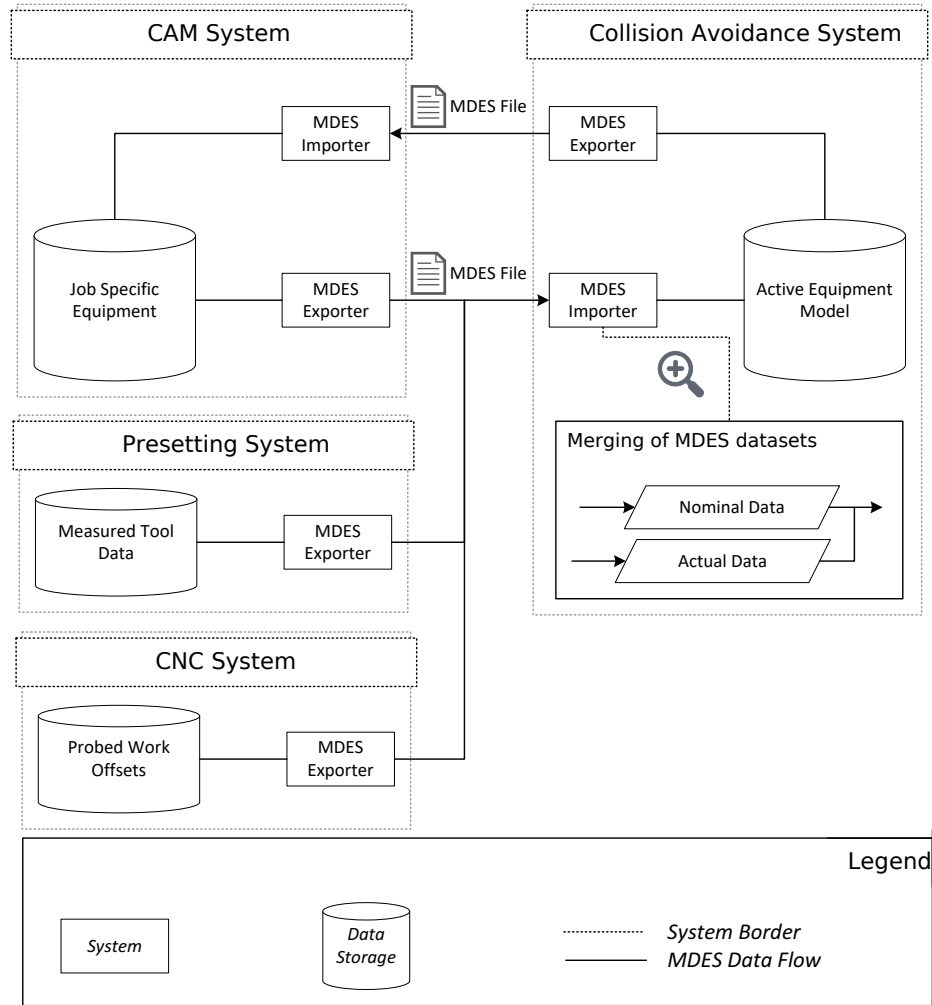 CAM System
Collision Avoidance System
MDES File
MDES
Importer
MDES
Exporter
Job Specific
Equipment
MDES
Exporter
MDES File
MDES
Importer
Active Equipment
Model
Presetting System
Measured Tool
Data
MDES
Exporter
Merging of MDES datasets
Nominal Data
Actual Data
CNC System
Probed Work
Offsets
MDES
Exporter
Legend
System
Data
Storage
System Border
MDES Data Flow